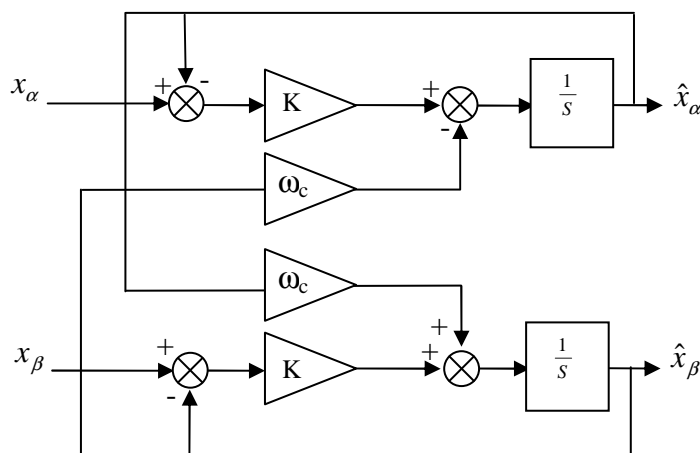 x_α + - K + - 1/S x̂_α
ω_c
ω_c
x_β + - K + + 1/S x̂_β